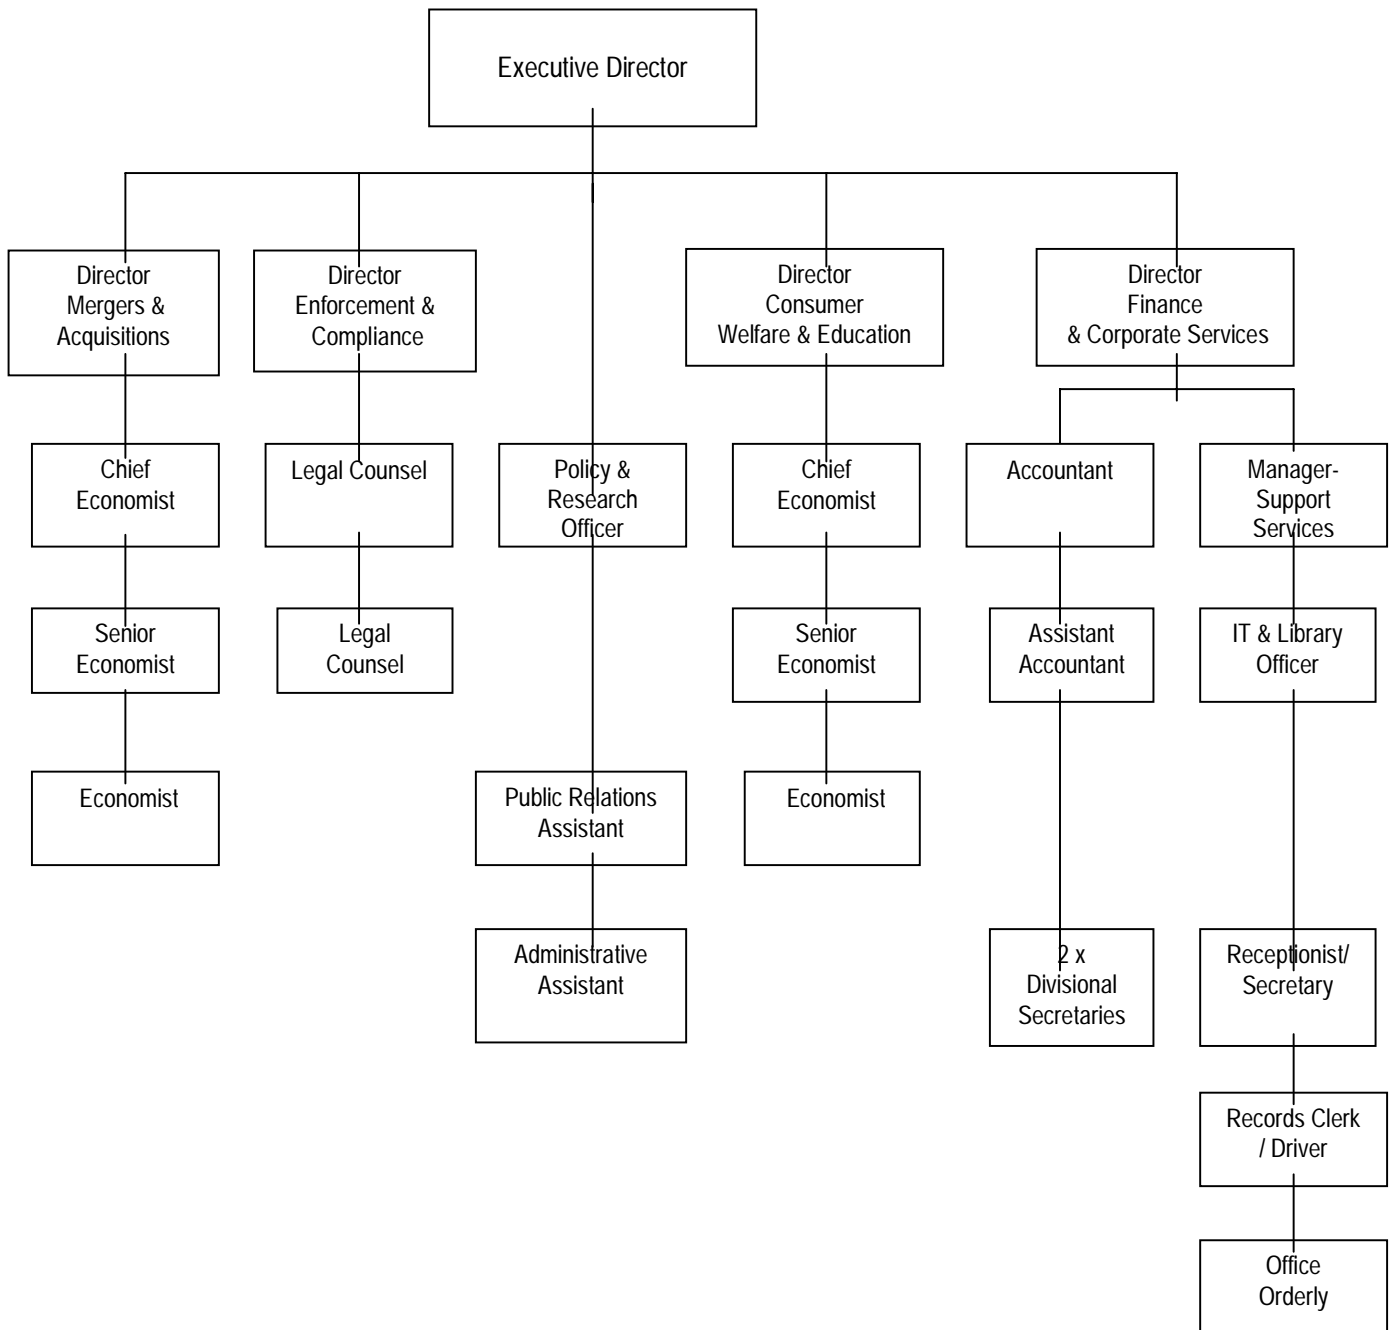 Executive Director
Director
Mergers &
Acquisitions
Director
Enforcement &
Compliance
Director
Consumer
Welfare & Education
Director
Finance
& Corporate Services
Chief
Economist
Legal Counsel
Policy &
Research
Officer
Chief
Economist
Accountant
Manager-
Support
Services
Senior
Economist
Legal
Counsel
Senior
Economist
Assistant
Accountant
IT & Library
Officer
Economist
Public Relations
Assistant
Economist
Administrative
Assistant
2 x
Divisional
Secretaries
Receptionist/
Secretary
Records Clerk
/ Driver
Office
Orderly